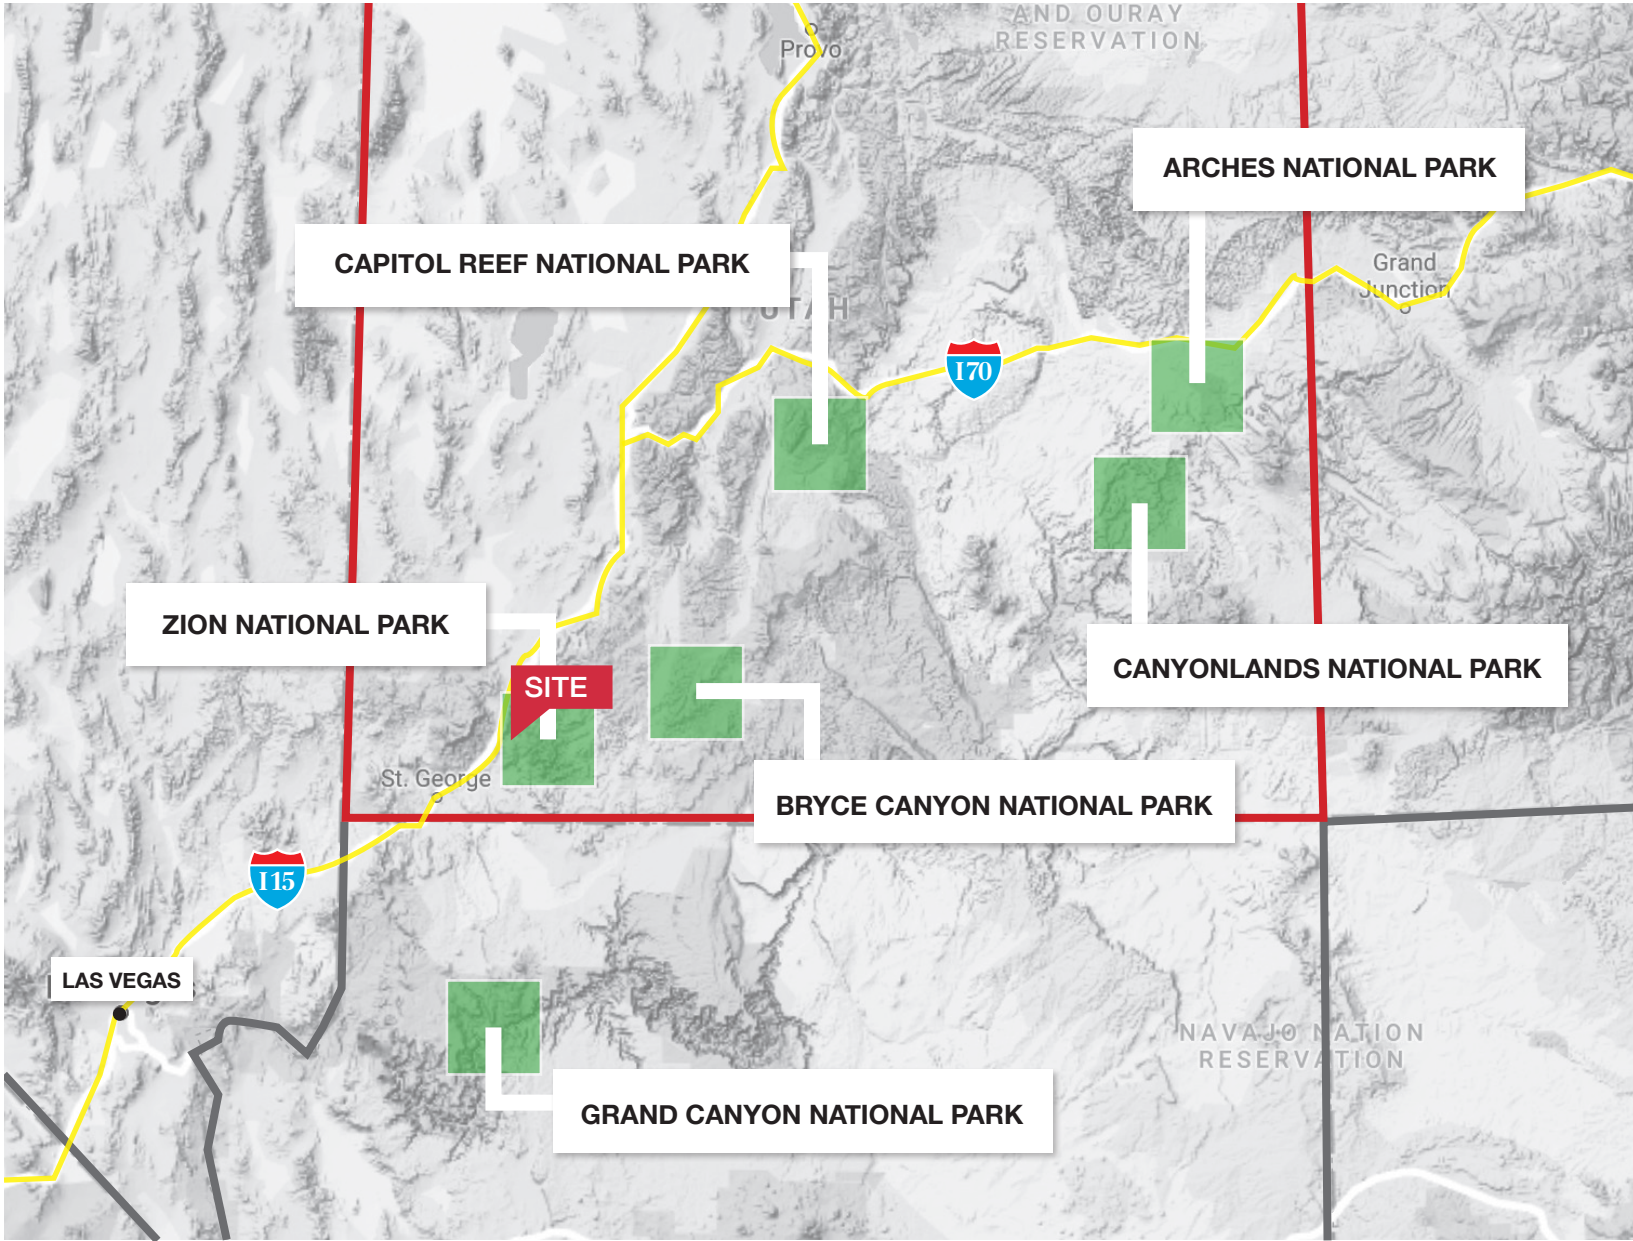 AND OURAY
RESERVATION
Provo
ARCHES NATIONAL PARK
CAPITOL REEF NATIONAL PARK
Grand
Junction
UTAH
I70
ZION NATIONAL PARK
CANYONLANDS NATIONAL PARK
SITE
St. George
BRYCE CANYON NATIONAL PARK
I15
LAS VEGAS
NAVAJO NATION
RESERVATION
GRAND CANYON NATIONAL PARK